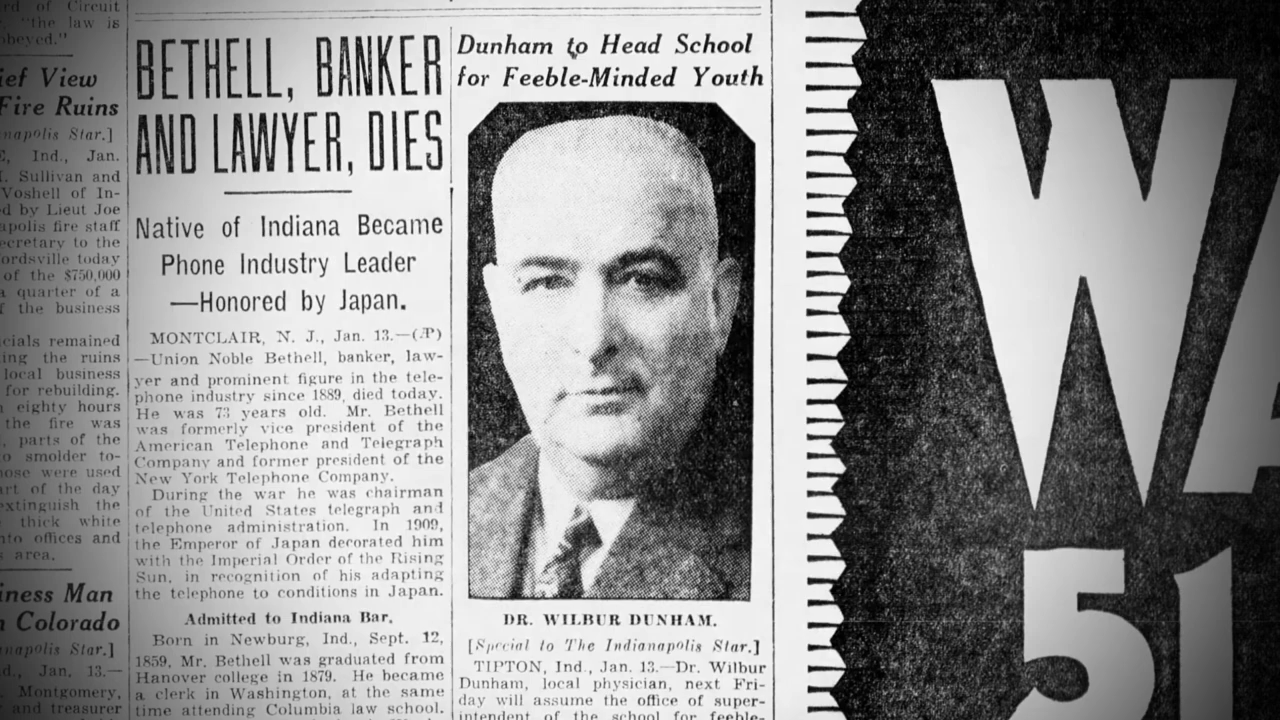 rd of Circuit
"the law is
beyed."
ief View
Fire Ruins
napolis Star.]
E, Ind., Jan.
I. Sullivan and
Voshell of In-
d by Lieut Joe
apolis fire staff
ecretary to the
fordsville today
of the $750,000
a quarter of a
f the business
cials remained
ing the ruins
local business
for rebuilding.
n eighty hours
the fire was
, parts of the
o smolder to-
hose were used
art of the day
extinguish the
thick white
nto offices and
s area.
iness Man
n Colorado
napolis Star.]
d., Jan. 13.—
Montgomery,
and treasurer
BETHELL, BANKER
AND LAWYER, DIES
Native of Indiana Became
Phone Industry Leader
—Honored by Japan.
MONTCLAIR, N. J., Jan. 13.—(AP)
—Union Noble Bethell, banker, law-
yer and prominent figure in the tele-
phone industry since 1889, died today.
He was 73 years old. Mr. Bethell
was formerly vice president of the
American Telephone and Telegraph
Company and former president of the
New York Telephone Company.
During the war he was chairman
of the United States telegraph and
telephone administration. In 1909,
the Emperor of Japan decorated him
with the Imperial Order of the Rising
Sun, in recognition of his adapting
the telephone to conditions in Japan.
Admitted to Indiana Bar.
Born in Newburg, Ind., Sept. 12,
1859, Mr. Bethell was graduated from
Hanover college in 1879. He became
a clerk in Washington, at the same
time attending Columbia law school.
Dunham to Head School
for Feeble-Minded Youth
DR. WILBUR DUNHAM.
[Special to The Indianapolis Star.]
TIPTON, Ind., Jan. 13.—Dr. Wilbur
Dunham, local physician, next Fri-
day will assume the office of super-
intendent of the school for feeble-
WA
51